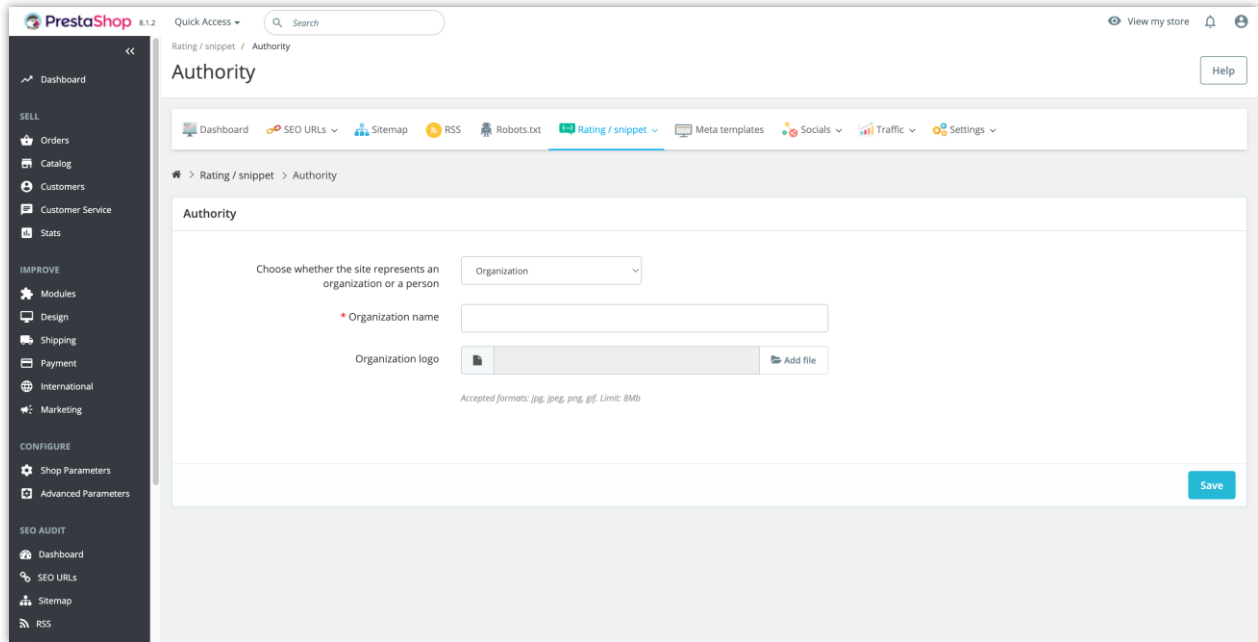 PrestaShop 8.1.2 Quick Access Search View my store
Rating / snippet / Authority
Authority
Help
Dashboard
SELL
Orders
Catalog
Customers
Customer Service
Stats
IMPROVE
Modules
Design
Shipping
Payment
International
Marketing
CONFIGURE
Shop Parameters
Advanced Parameters
SEO AUDIT
Dashboard
SEO URLs
Sitemap
RSS
Dashboard SEO URLs Sitemap RSS Robots.txt Rating / snippet Meta templates Socials Traffic Settings
> Rating / snippet > Authority
Authority
Choose whether the site represents an
organization or a person
Organization
* Organization name
Organization logo
Add file
Accepted formats: jpg, jpeg, png, gif. Limit: 8Mb
Save